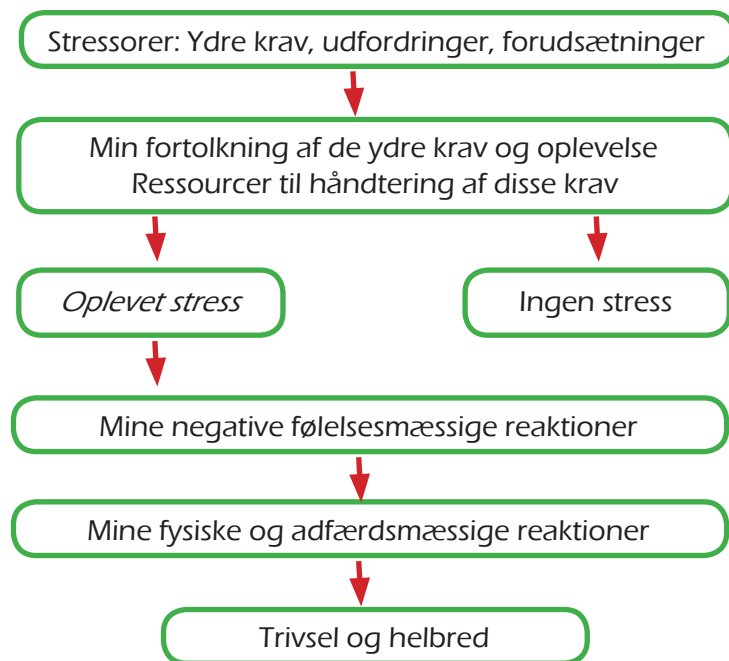 Stressorer: Ydre krav, udfordringer, forudsætninger
Min fortolkning af de ydre krav og oplevelse
Ressourcer til håndtering af disse krav
Oplevet stress
Ingen stress
Mine negative følelsesmæssige reaktioner
Mine fysiske og adfærdsmæssige reaktioner
Trivsel og helbred